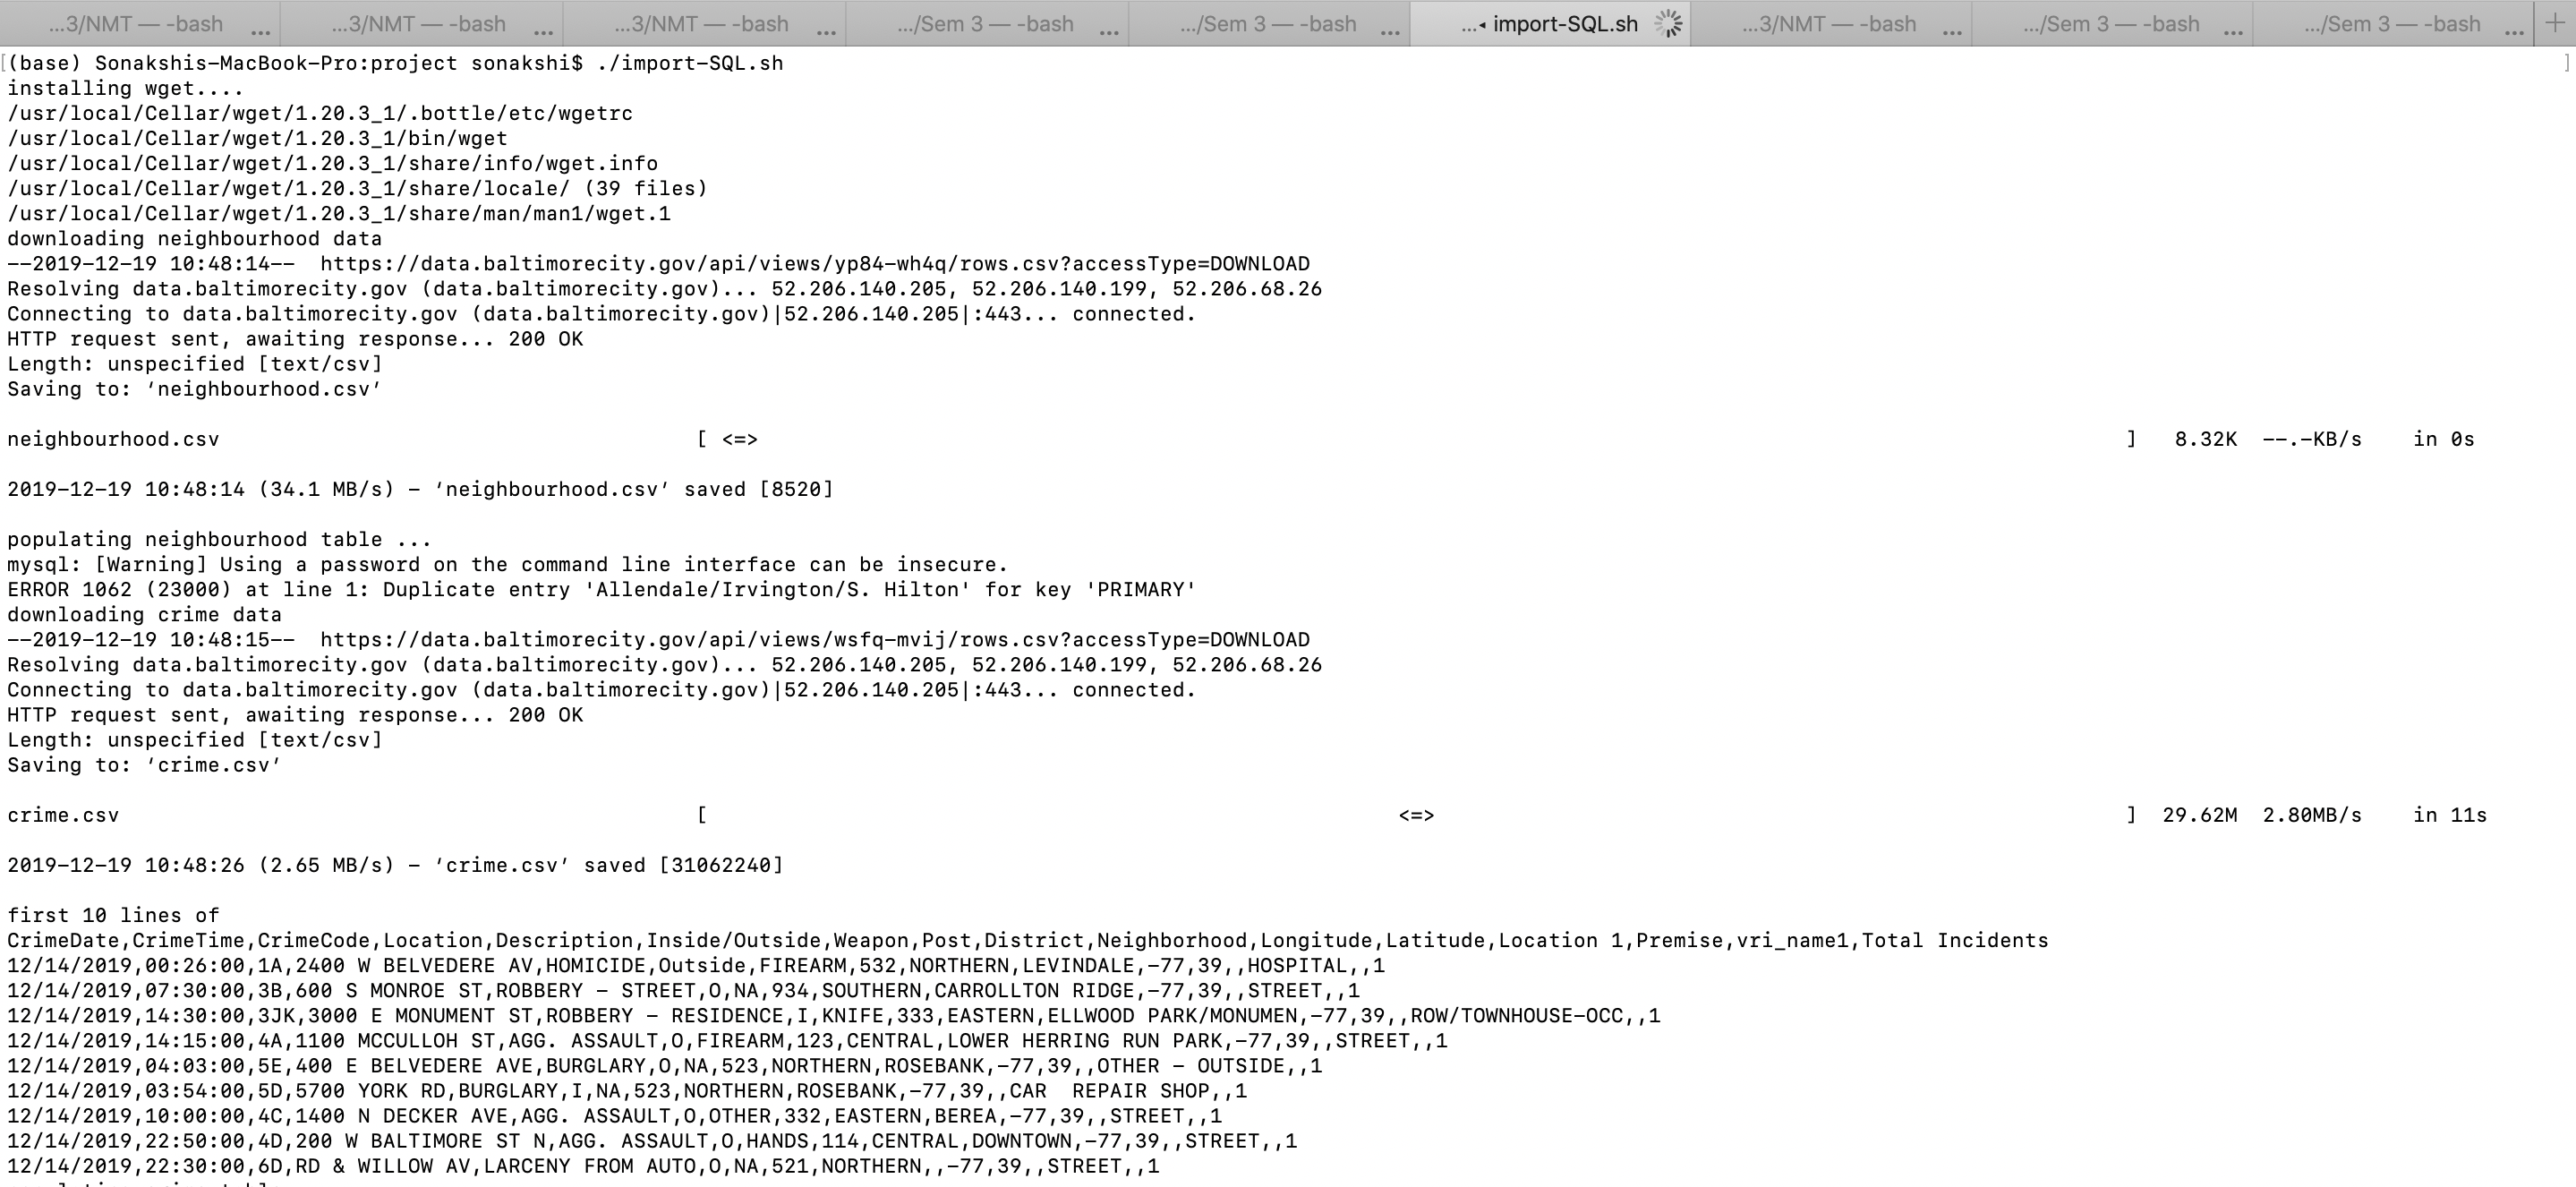 ...3/NMT — -bash ... ...3/NMT — -bash ... ...3/NMT — -bash ... .../Sem 3 — -bash ... .../Sem 3 — -bash ... ...◂ import-SQL.sh ...3/NMT — -bash ... .../Sem 3 — -bash ... .../Sem 3 — -bash ... +
[(base) Sonakshis-MacBook-Pro:project sonakshi$ ./import-SQL.sh ]
installing wget....
/usr/local/Cellar/wget/1.20.3_1/.bottle/etc/wgetrc
/usr/local/Cellar/wget/1.20.3_1/bin/wget
/usr/local/Cellar/wget/1.20.3_1/share/info/wget.info
/usr/local/Cellar/wget/1.20.3_1/share/locale/ (39 files)
/usr/local/Cellar/wget/1.20.3_1/share/man/man1/wget.1
downloading neighbourhood data
--2019-12-19 10:48:14--  https://data.baltimorecity.gov/api/views/yp84-wh4q/rows.csv?accessType=DOWNLOAD
Resolving data.baltimorecity.gov (data.baltimorecity.gov)... 52.206.140.205, 52.206.140.199, 52.206.68.26
Connecting to data.baltimorecity.gov (data.baltimorecity.gov)|52.206.140.205|:443... connected.
HTTP request sent, awaiting response... 200 OK
Length: unspecified [text/csv]
Saving to: ‘neighbourhood.csv’
neighbourhood.csv [ <=> ] 8.32K --.-KB/s in 0s
2019-12-19 10:48:14 (34.1 MB/s) - ‘neighbourhood.csv’ saved [8520]
populating neighbourhood table ...
mysql: [Warning] Using a password on the command line interface can be insecure.
ERROR 1062 (23000) at line 1: Duplicate entry 'Allendale/Irvington/S. Hilton' for key 'PRIMARY'
downloading crime data
--2019-12-19 10:48:15--  https://data.baltimorecity.gov/api/views/wsfq-mvij/rows.csv?accessType=DOWNLOAD
Resolving data.baltimorecity.gov (data.baltimorecity.gov)... 52.206.140.205, 52.206.140.199, 52.206.68.26
Connecting to data.baltimorecity.gov (data.baltimorecity.gov)|52.206.140.205|:443... connected.
HTTP request sent, awaiting response... 200 OK
Length: unspecified [text/csv]
Saving to: ‘crime.csv’
crime.csv [ <=> ] 29.62M 2.80MB/s in 11s
2019-12-19 10:48:26 (2.65 MB/s) - ‘crime.csv’ saved [31062240]
first 10 lines of
CrimeDate,CrimeTime,CrimeCode,Location,Description,Inside/Outside,Weapon,Post,District,Neighborhood,Longitude,Latitude,Location 1,Premise,vri_name1,Total Incidents
12/14/2019,00:26:00,1A,2400 W BELVEDERE AV,HOMICIDE,Outside,FIREARM,532,NORTHERN,LEVINDALE,-77,39,,HOSPITAL,,1
12/14/2019,07:30:00,3B,600 S MONROE ST,ROBBERY - STREET,O,NA,934,SOUTHERN,CARROLLTON RIDGE,-77,39,,STREET,,1
12/14/2019,14:30:00,3JK,3000 E MONUMENT ST,ROBBERY - RESIDENCE,I,KNIFE,333,EASTERN,ELLWOOD PARK/MONUMEN,-77,39,,ROW/TOWNHOUSE-OCC,,1
12/14/2019,14:15:00,4A,1100 MCCULLOH ST,AGG. ASSAULT,O,FIREARM,123,CENTRAL,LOWER HERRING RUN PARK,-77,39,,STREET,,1
12/14/2019,04:03:00,5E,400 E BELVEDERE AVE,BURGLARY,O,NA,523,NORTHERN,ROSEBANK,-77,39,,OTHER - OUTSIDE,,1
12/14/2019,03:54:00,5D,5700 YORK RD,BURGLARY,I,NA,523,NORTHERN,ROSEBANK,-77,39,,CAR  REPAIR SHOP,,1
12/14/2019,10:00:00,4C,1400 N DECKER AVE,AGG. ASSAULT,O,OTHER,332,EASTERN,BEREA,-77,39,,STREET,,1
12/14/2019,22:50:00,4D,200 W BALTIMORE ST N,AGG. ASSAULT,O,HANDS,114,CENTRAL,DOWNTOWN,-77,39,,STREET,,1
12/14/2019,22:30:00,6D,RD & WILLOW AV,LARCENY FROM AUTO,O,NA,521,NORTHERN,,-77,39,,STREET,,1